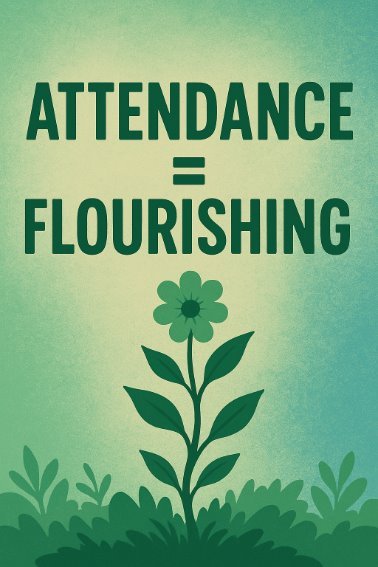 ATTENDANCE
=
FLOURISHING